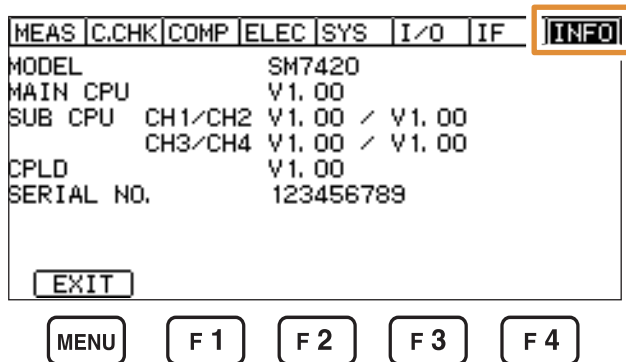 MEAS C.CHK COMP ELEC SYS I/O IF INFO
MODEL SM7420
MAIN CPU V1.00
SUB CPU CH1/CH2 V1.00 / V1.00
CH3/CH4 V1.00 / V1.00
CPLD V1.00
SERIAL NO. 123456789
EXIT
MENU F1 F2 F3 F4